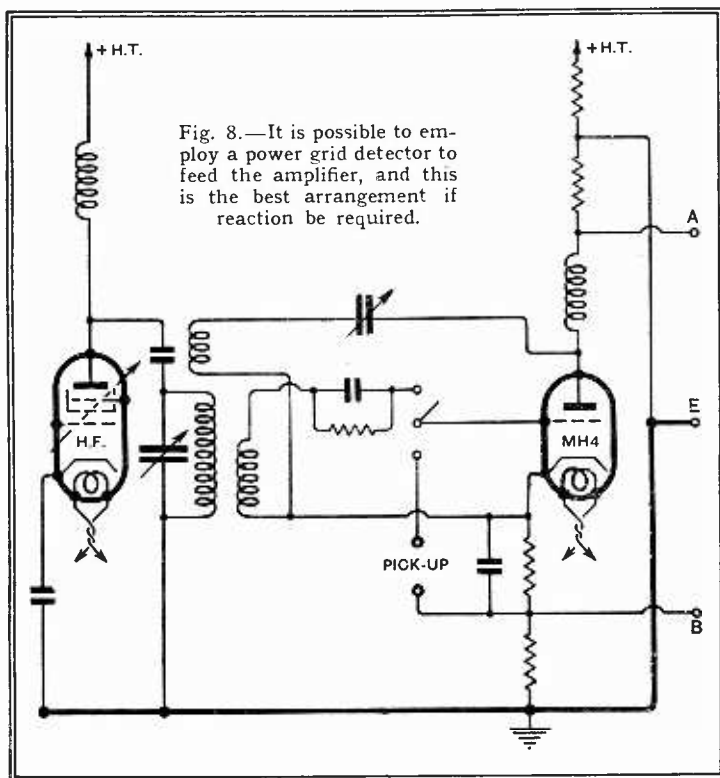 + H.T.
+ H.T.
Fig. 8.—It is possible to em-
ploy a power grid detector to
feed the amplifier, and this
is the best arrangement if
reaction be required.
A
H.F.
MH4
E
PICK-UP
B